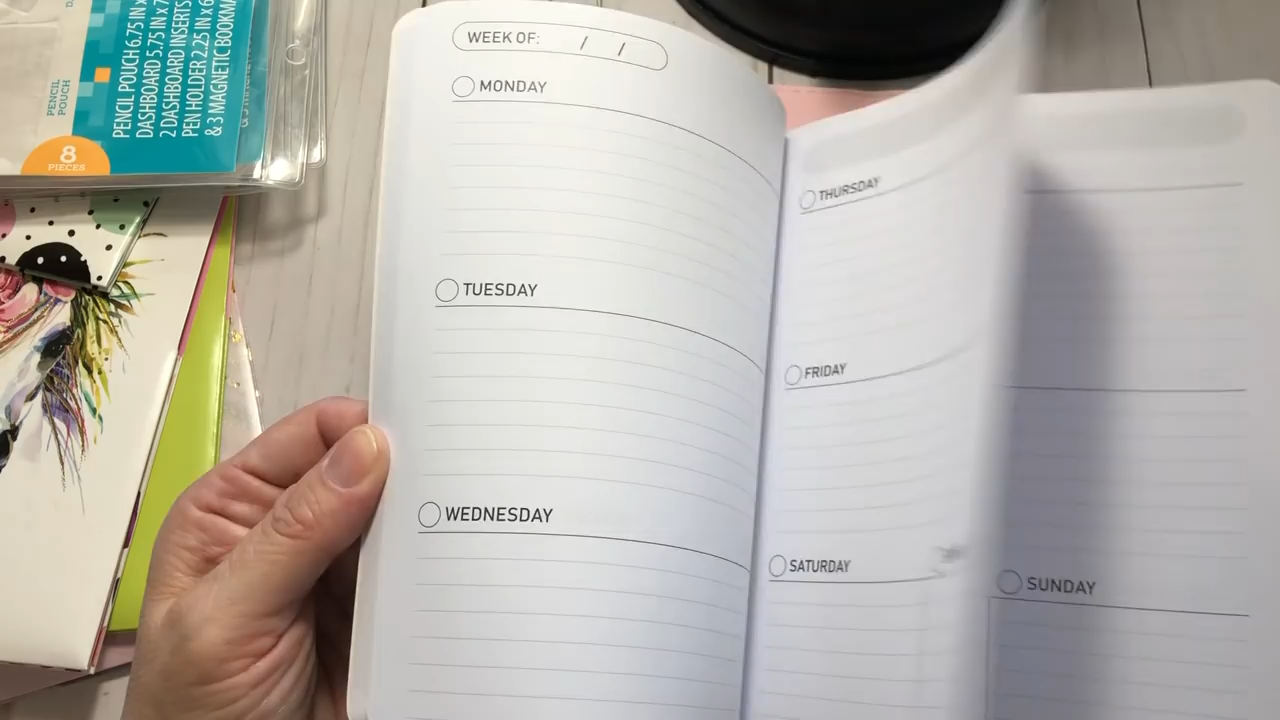 PENCIL
POUCH
PENCIL POUCH 6.75 IN x
DASHBOARD 5.75 IN x 7
2 DASHBOARD INSERTS
PEN HOLDER 2.25 IN x 6
& 3 MAGNETIC BOOKMA
8
PIECES
WEEK OF: / /
MONDAY
TUESDAY
WEDNESDAY
THURSDAY
FRIDAY
SATURDAY
SUNDAY